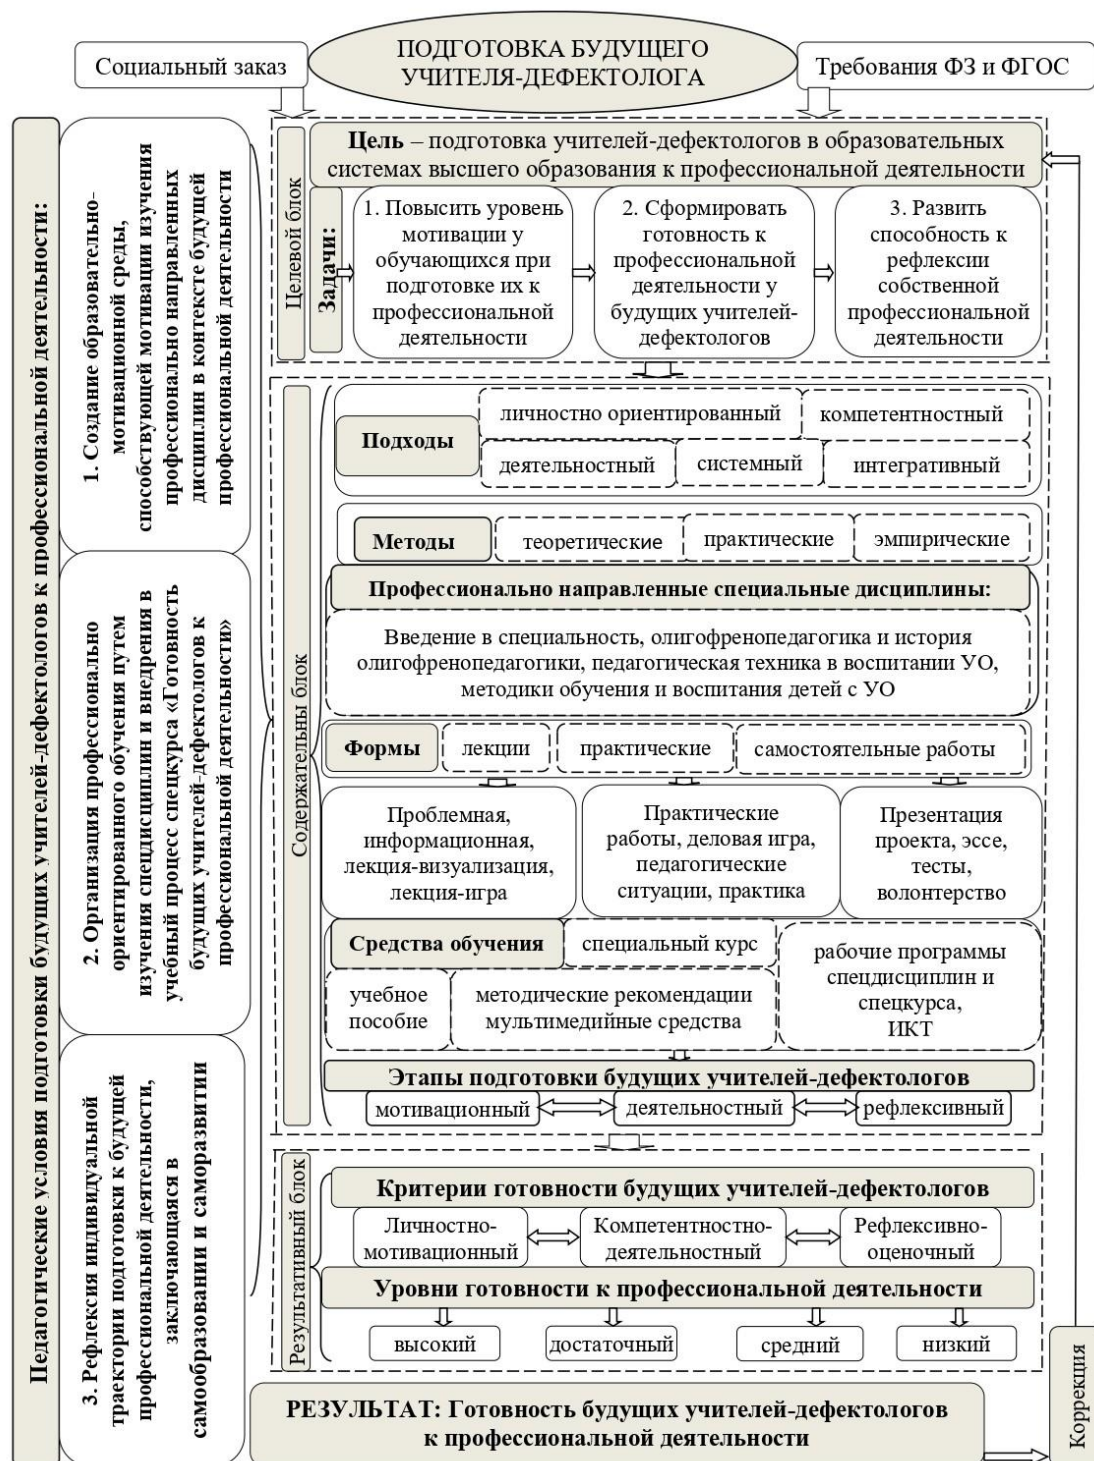 ПОДГОТОВКА БУДУЩЕГО
УЧИТЕЛЯ-ДЕФЕКТОЛОГА
Социальный заказ
Требования ФЗ и ФГОС
Педагогические условия подготовки будущих учителей-дефектологов к профессиональной деятельности:
1. Создание образовательно-
мотивационной среды,
способствующей мотивации изучения
профессионально направленных
дисциплин в контексте будущей
профессиональной деятельности
2. Организация профессионально
ориентированного обучения путем
изучения спецдисциплин и внедрения в
учебный процесс спецкурса «Готовность
будущих учителей-дефектологов к
профессиональной деятельности»
3. Рефлексия индивидуальной
траектории подготовки к будущей
профессиональной деятельности,
заключающаяся в
самообразовании и саморазвитии
Целевой блок
Цель – подготовка учителей-дефектологов в образовательных
системах высшего образования к профессиональной деятельности
Задачи:
1. Повысить уровень
мотивации у
обучающихся при
подготовке их к
профессиональной
деятельности
2. Сформировать
готовность к
профессиональной
деятельности у
будущих учителей-
дефектологов
3. Развить
способность к
рефлексии
собственной
профессиональной
деятельности
Содержательны блок
Подходы
личностно ориентированный
компетентностный
деятельностный
системный
интегративный
Методы
теоретические
практические
эмпирические
Профессионально направленные специальные дисциплины:
Введение в специальность, олигофренопедагогика и история
олигофренопедагогики, педагогическая техника в воспитании УО,
методики обучения и воспитания детей с УО
Формы
лекции
практические
самостоятельные работы
Проблемная,
информационная,
лекция-визуализация,
лекция-игра
Практические
работы, деловая игра,
педагогические
ситуации, практика
Презентация
проекта, эссе,
тесты,
волонтерство
Средства обучения
специальный курс
рабочие программы
спецдисциплин и
спецкурса,
ИКТ
учебное
пособие
методические рекомендации
мультимедийные средства
Этапы подготовки будущих учителей-дефектологов
мотивационный
деятельностный
рефлексивный
Результативный блок
Критерии готовности будущих учителей-дефектологов
Личностно-
мотивационный
Компетентностно-
деятельностный
Рефлексивно-
оценочный
Уровни готовности к профессиональной деятельности
высокий
достаточный
средний
низкий
РЕЗУЛЬТАТ: Готовность будущих учителей-дефектологов
к профессиональной деятельности
Коррекция